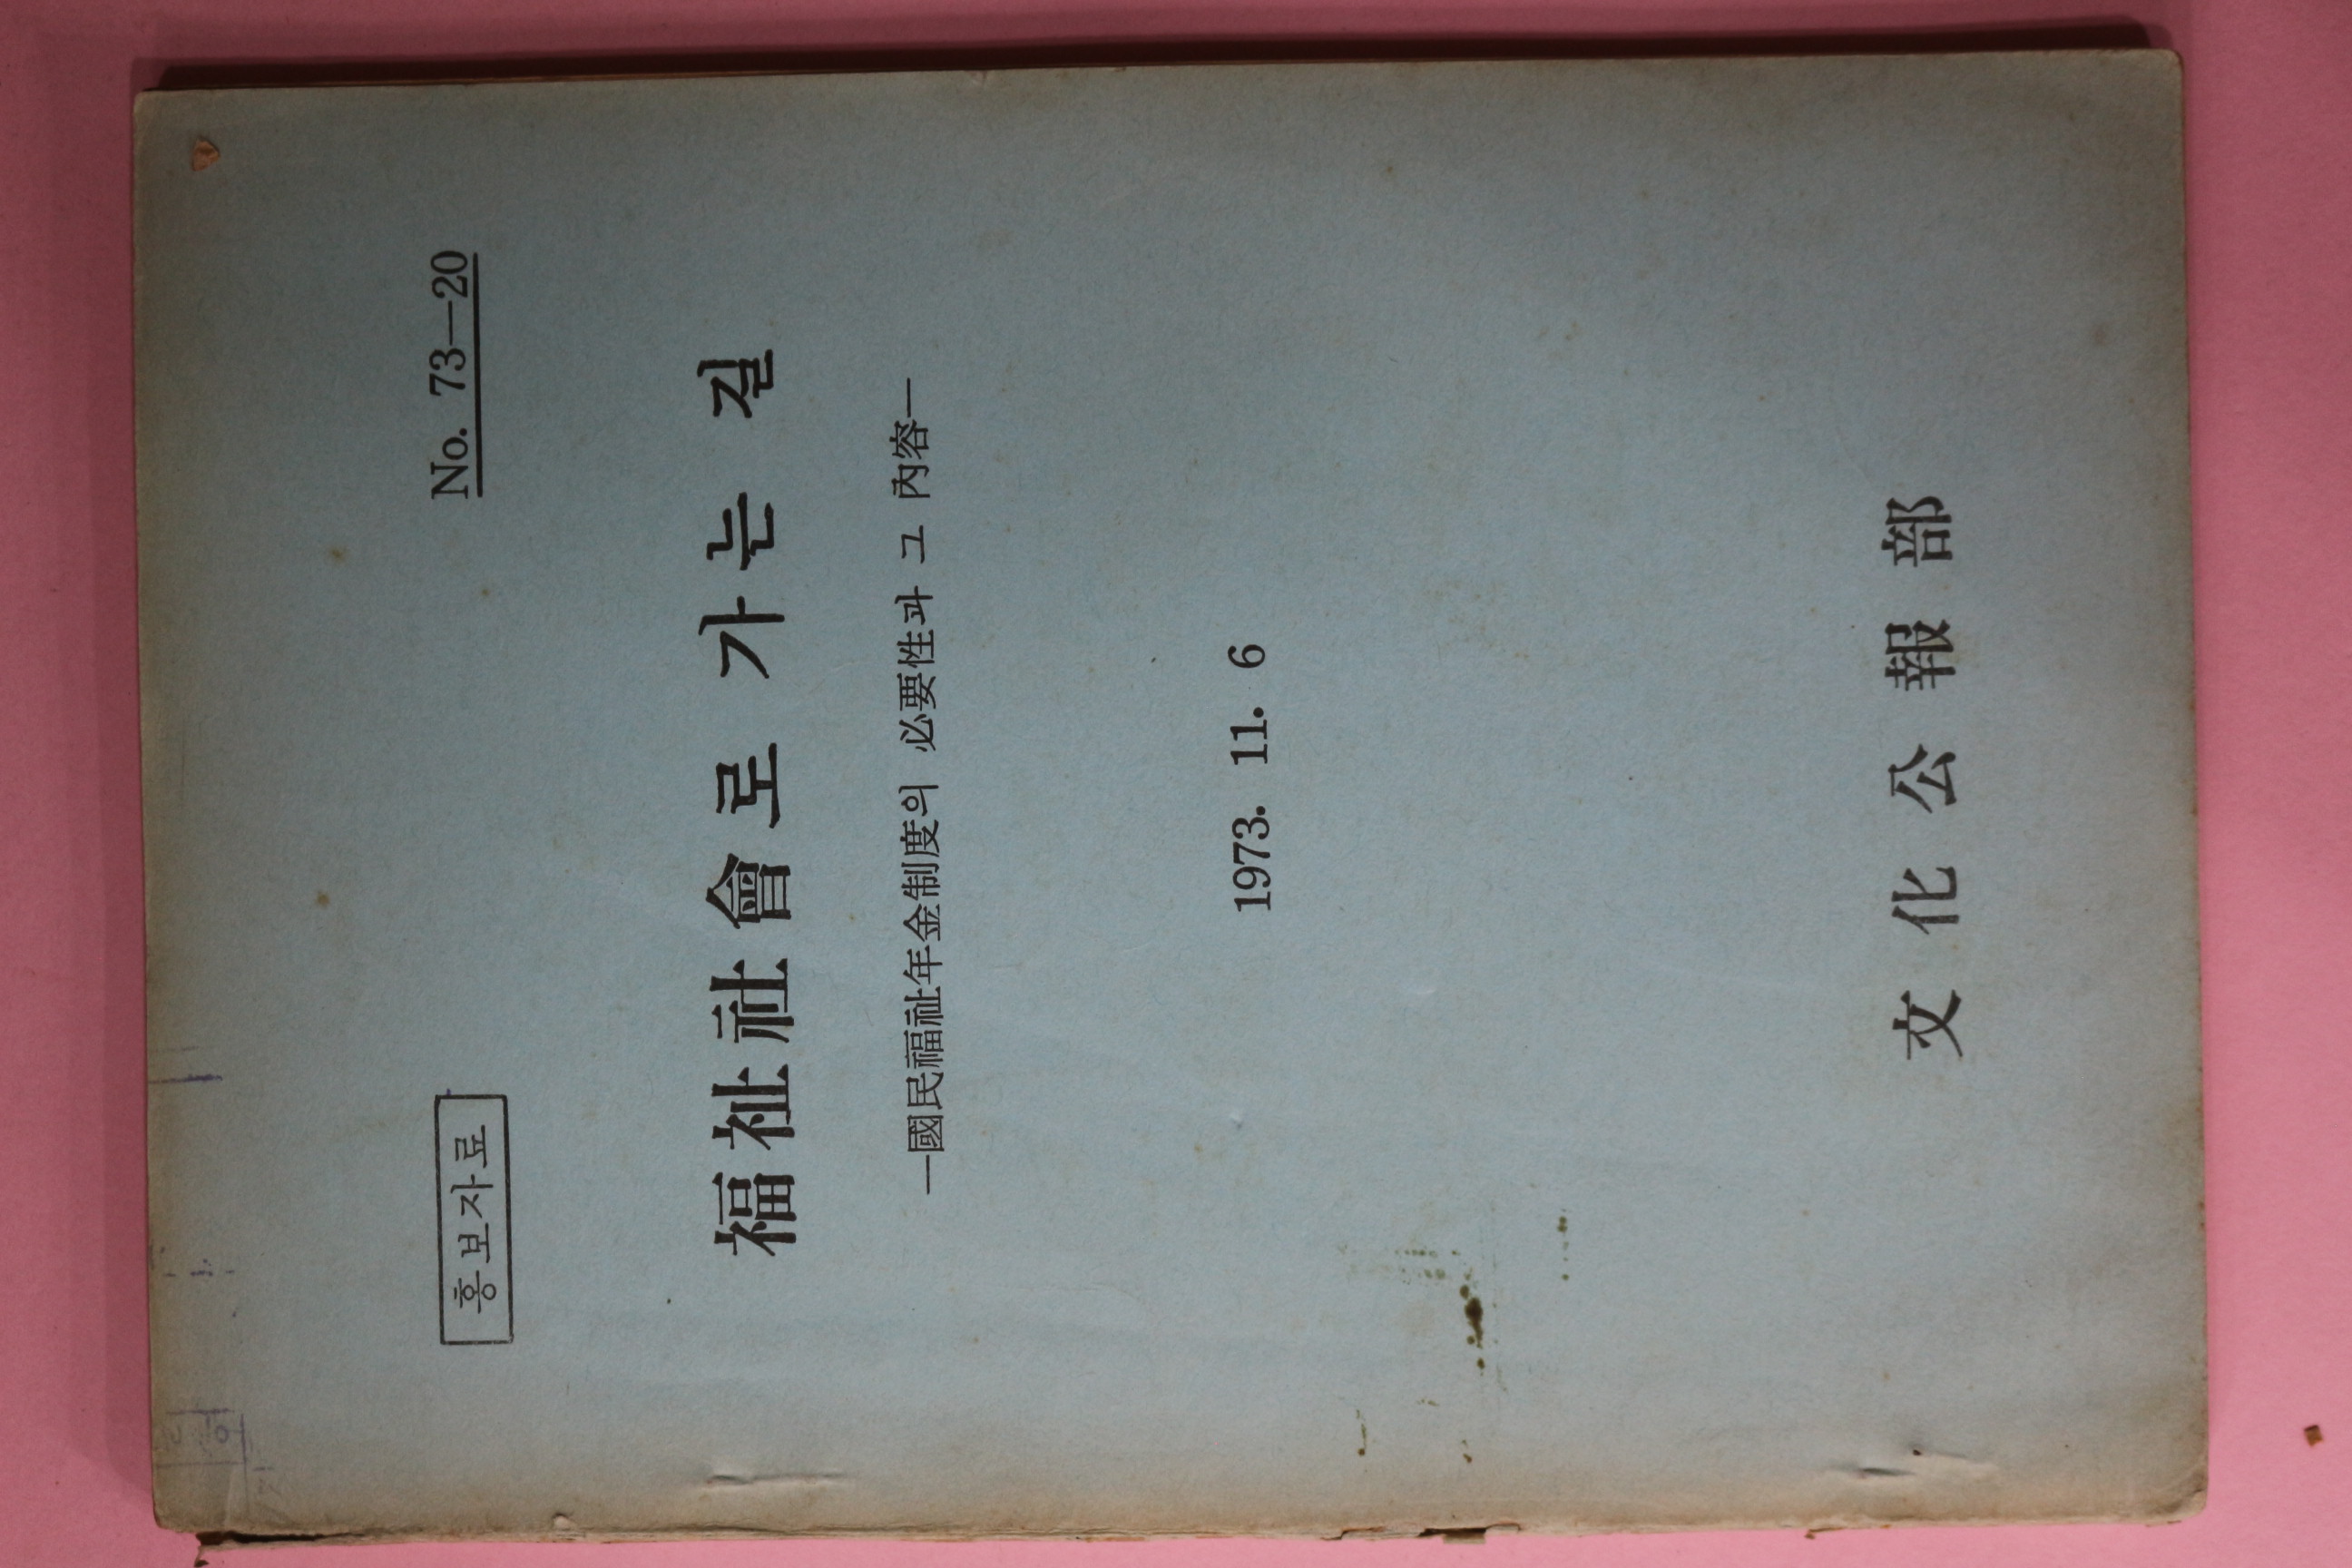 홍보자료
No. 73—20
福祉社會로 가는 길
—國民福祉年金制度의 必要性과 그 內容—
1973. 11. 6
文化公報部